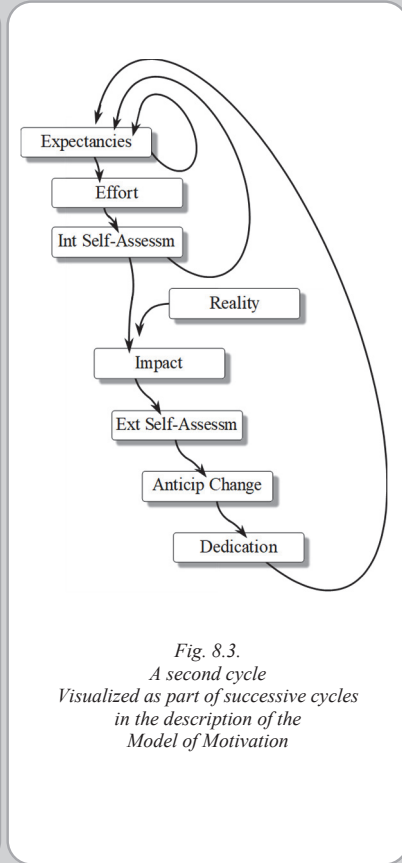 Expectancies
Effort
Int Self-Assessm
Reality
Impact
Ext Self-Assessm
Anticip Change
Dedication
Fig. 8.3.
A second cycle
Visualized as part of successive cycles
in the description of the
Model of Motivation